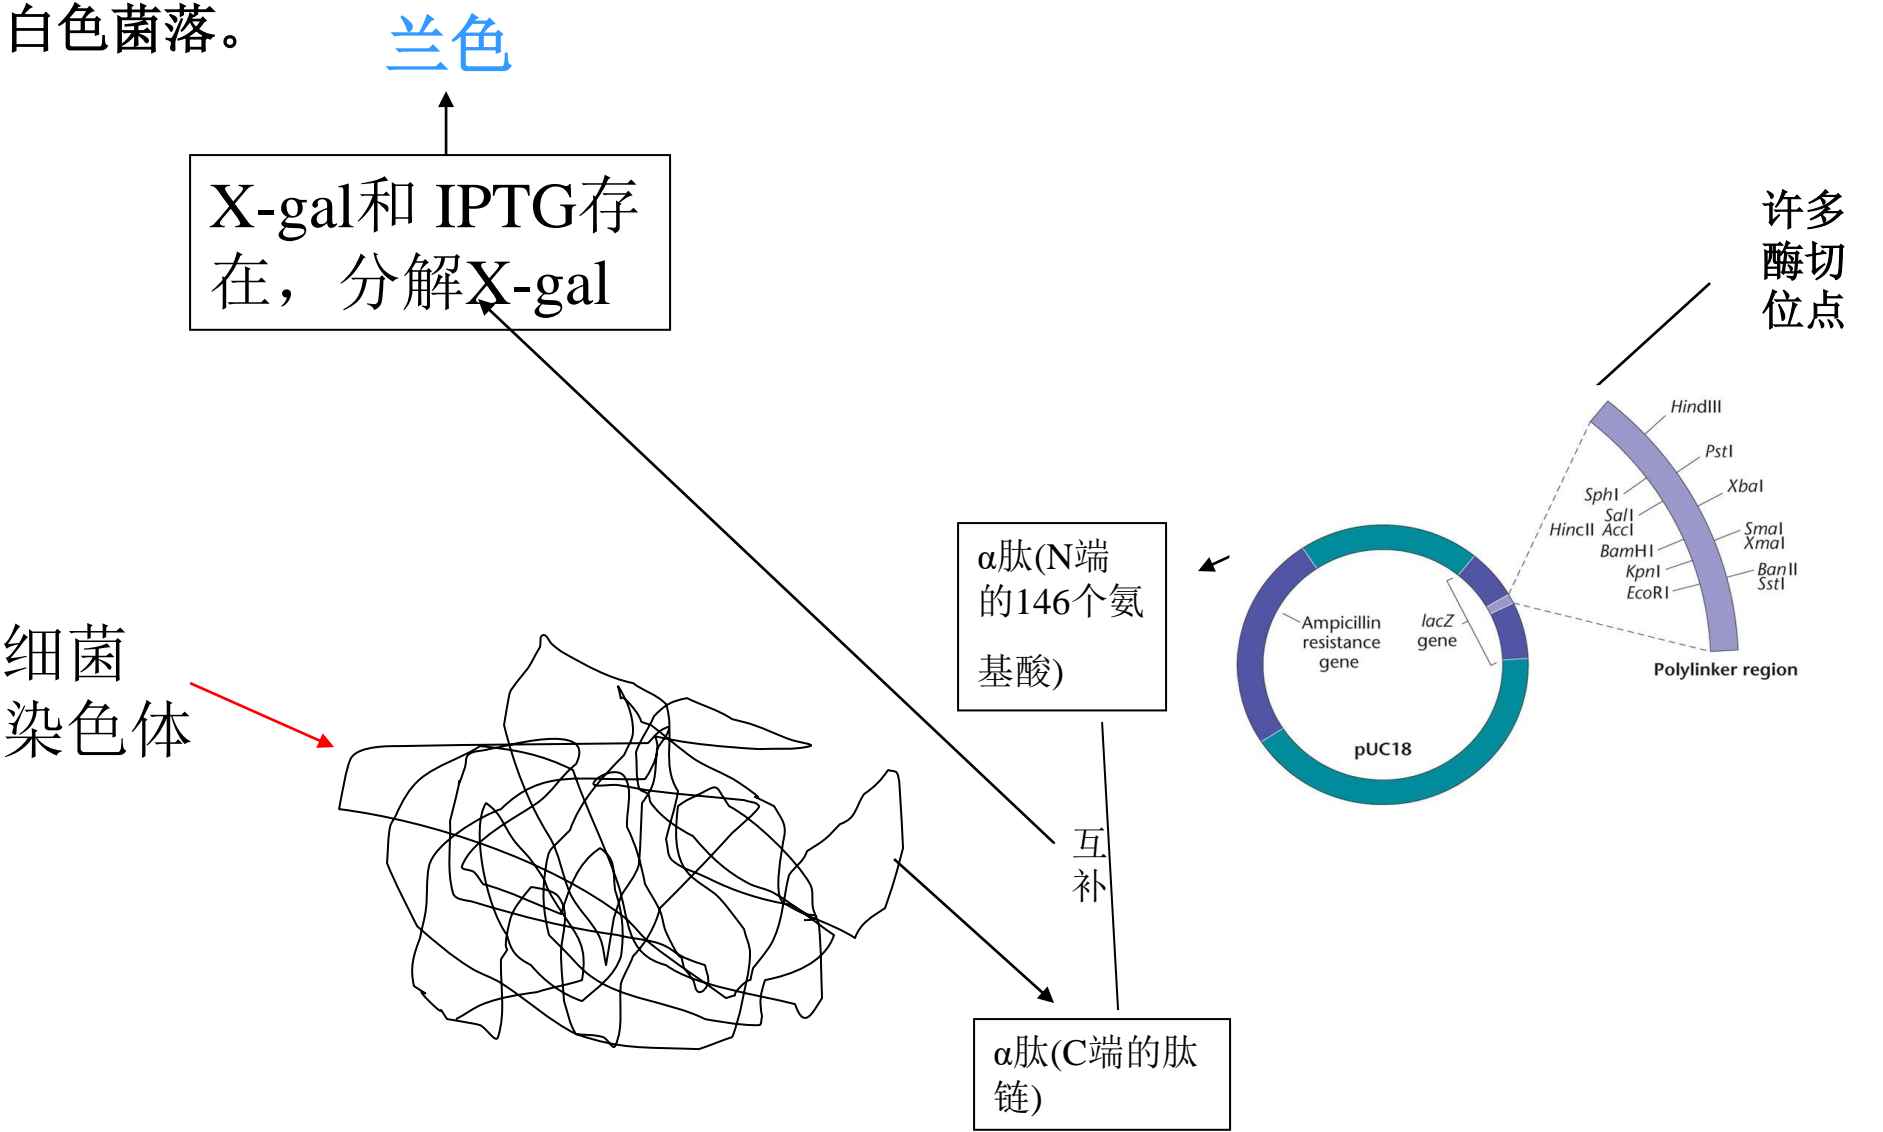 白色菌落。
兰色
X-gal和 IPTG存
在，分解X-gal
许多
酶切
位点
HindIII
PstI
SphI
XbaI
SalI
HincII AccI
SmaI
XmaI
BamHI
KpnI
BanII
SstI
EcoRI
Polylinker region
α肽(N端
的146个氨
基酸)
Ampicillin
resistance
gene
lacZ
gene
pUC18
细菌
染色体
互
补
α肽(C端的肽
链)